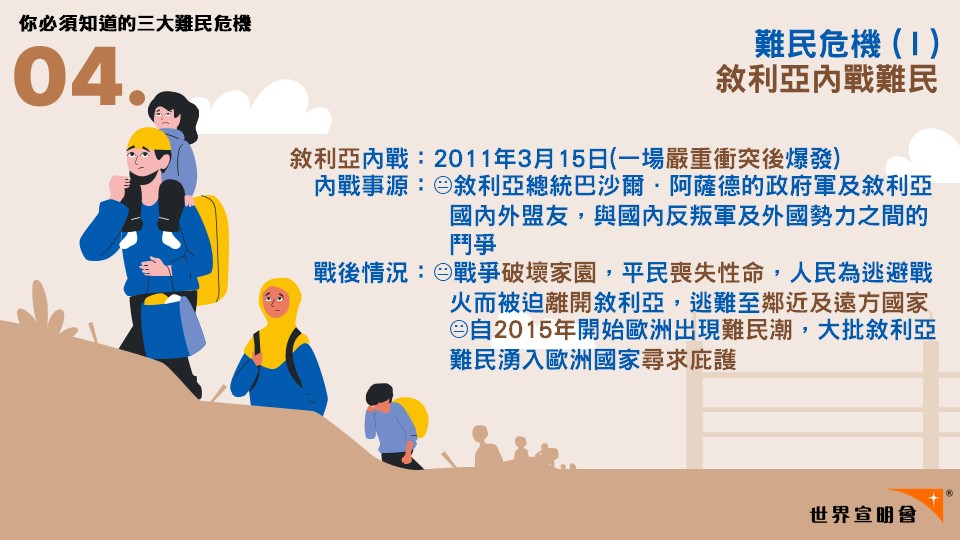 你必須知道的三大難民危機
04.
難民危機 (1)
敘利亞內戰難民
敘利亞內戰：2011年3月15日(一場嚴重衝突後爆發)
內戰事源：😐敘利亞總統巴沙爾．阿薩德的政府軍及敘利亞
國內外盟友，與國內反叛軍及外國勢力之間的
鬥爭
戰後情況：😐戰爭破壞家園，平民喪失性命，人民為逃避戰
火而被迫離開敘利亞，逃難至鄰近及遠方國家
😐自2015年開始歐洲出現難民潮，大批敘利亞
難民湧入歐洲國家尋求庇護
世界宣明會®